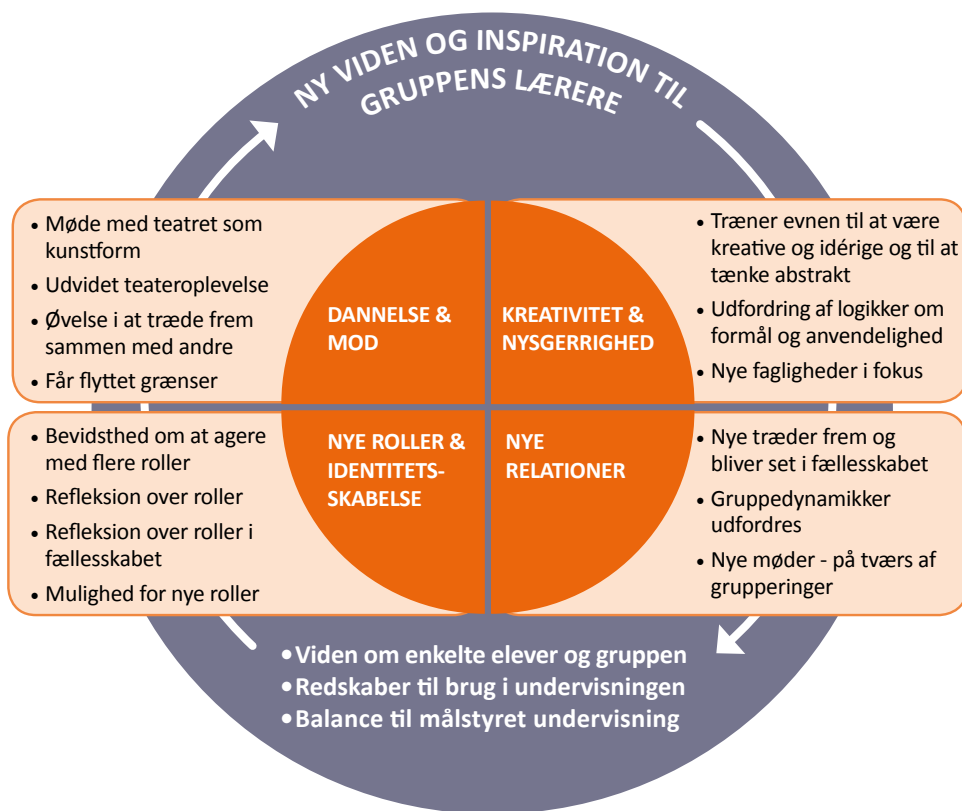 NY VIDEN OG INSPIRATION TIL
GRUPPENS LÆRERE
• Møde med teatret som
kunstform
• Udvidet teateroplevelse
• Øvelse i at træde frem
sammen med andre
• Får flyttet grænser
DANNELSE &
MOD
KREATIVITET &
NYSGERRIGHED
• Træner evnen til at være
kreative og idérige og til at
tænke abstrakt
• Udfordring af logikker om
formål og anvendelighed
• Nye fagligheder i fokus
• Bevidsthed om at agere
med flere roller
• Refleksion over roller
• Refleksion over roller i
fællesskabet
• Mulighed for nye roller
NYE ROLLER &
IDENTITETS-
SKABELSE
NYE
RELATIONER
• Nye træder frem og
bliver set i fællesskabet
• Gruppedynamikker
udfordres
• Nye møder - på tværs af
grupperinger
• Viden om enkelte elever og gruppen
• Redskaber til brug i undervisningen
• Balance til målstyret undervisning